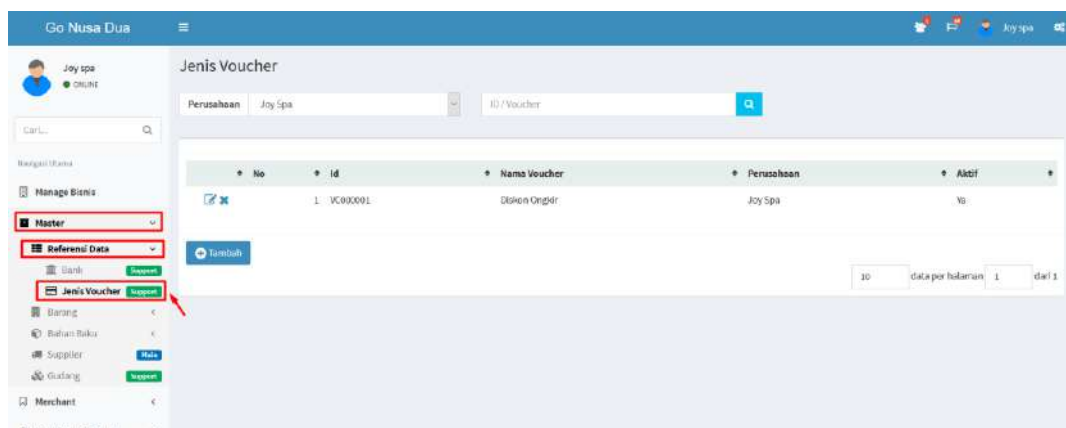 Go Nusa Dua
Joy spa
Joy spa
ONLINE
Cari...
Navigasi Utama
Manage Bisnis
Master
Referensi Data
Bank Support
Jenis Voucher Support
Barang
Bahan Baku
Supplier Main
Gudang Support
Merchant
Jenis Voucher
Perusahaan Joy Spa ID / Voucher
No Id Nama Voucher Perusahaan Aktif
1 VC000001 Diskon Ongkir Joy Spa Ya
Tambah
10 data per halaman 1 dari 1